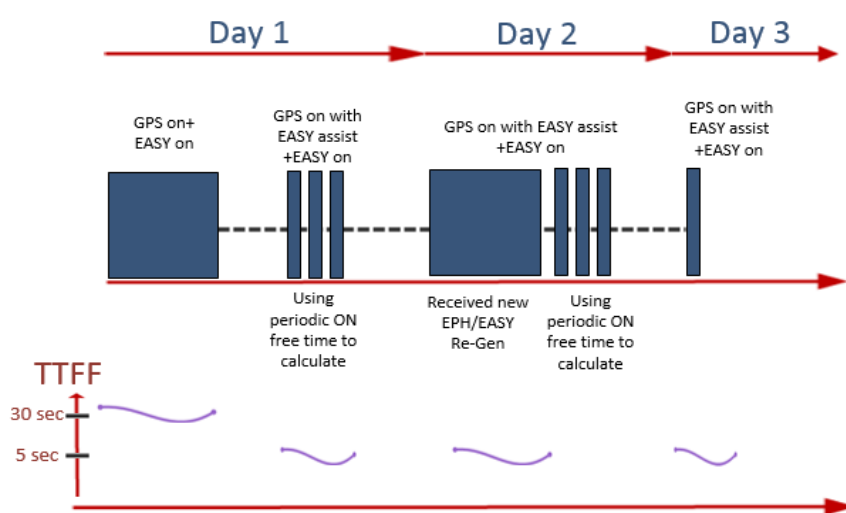 Day 1
Day 2
Day 3
GPS on+
EASY on
GPS on with
EASY assist
+EASY on
GPS on with EASY assist
+EASY on
GPS on with
EASY assist
+EASY on
Using
periodic ON
free time to
calculate
Received new
EPH/EASY
Re-Gen
Using
periodic ON
free time to
calculate
TTFF
30 sec
5 sec